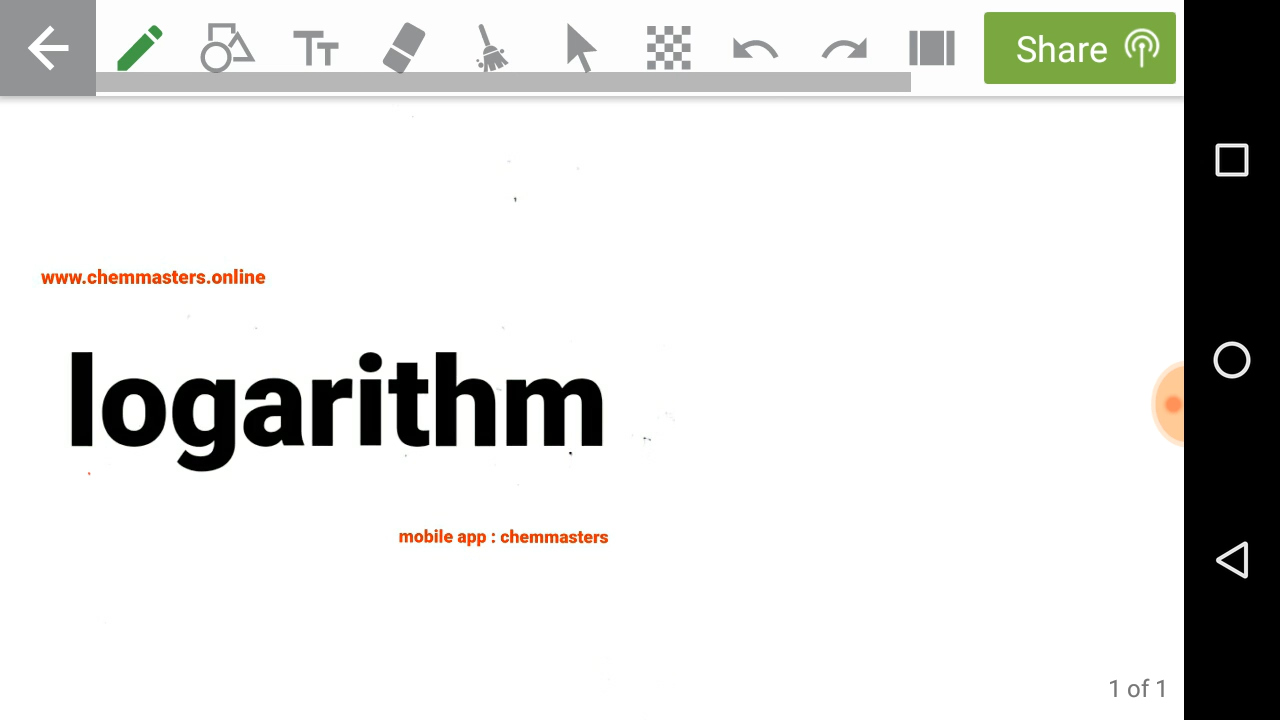 Share
www.chemmasters.online
logarithm
mobile app : chemmasters
1 of 1